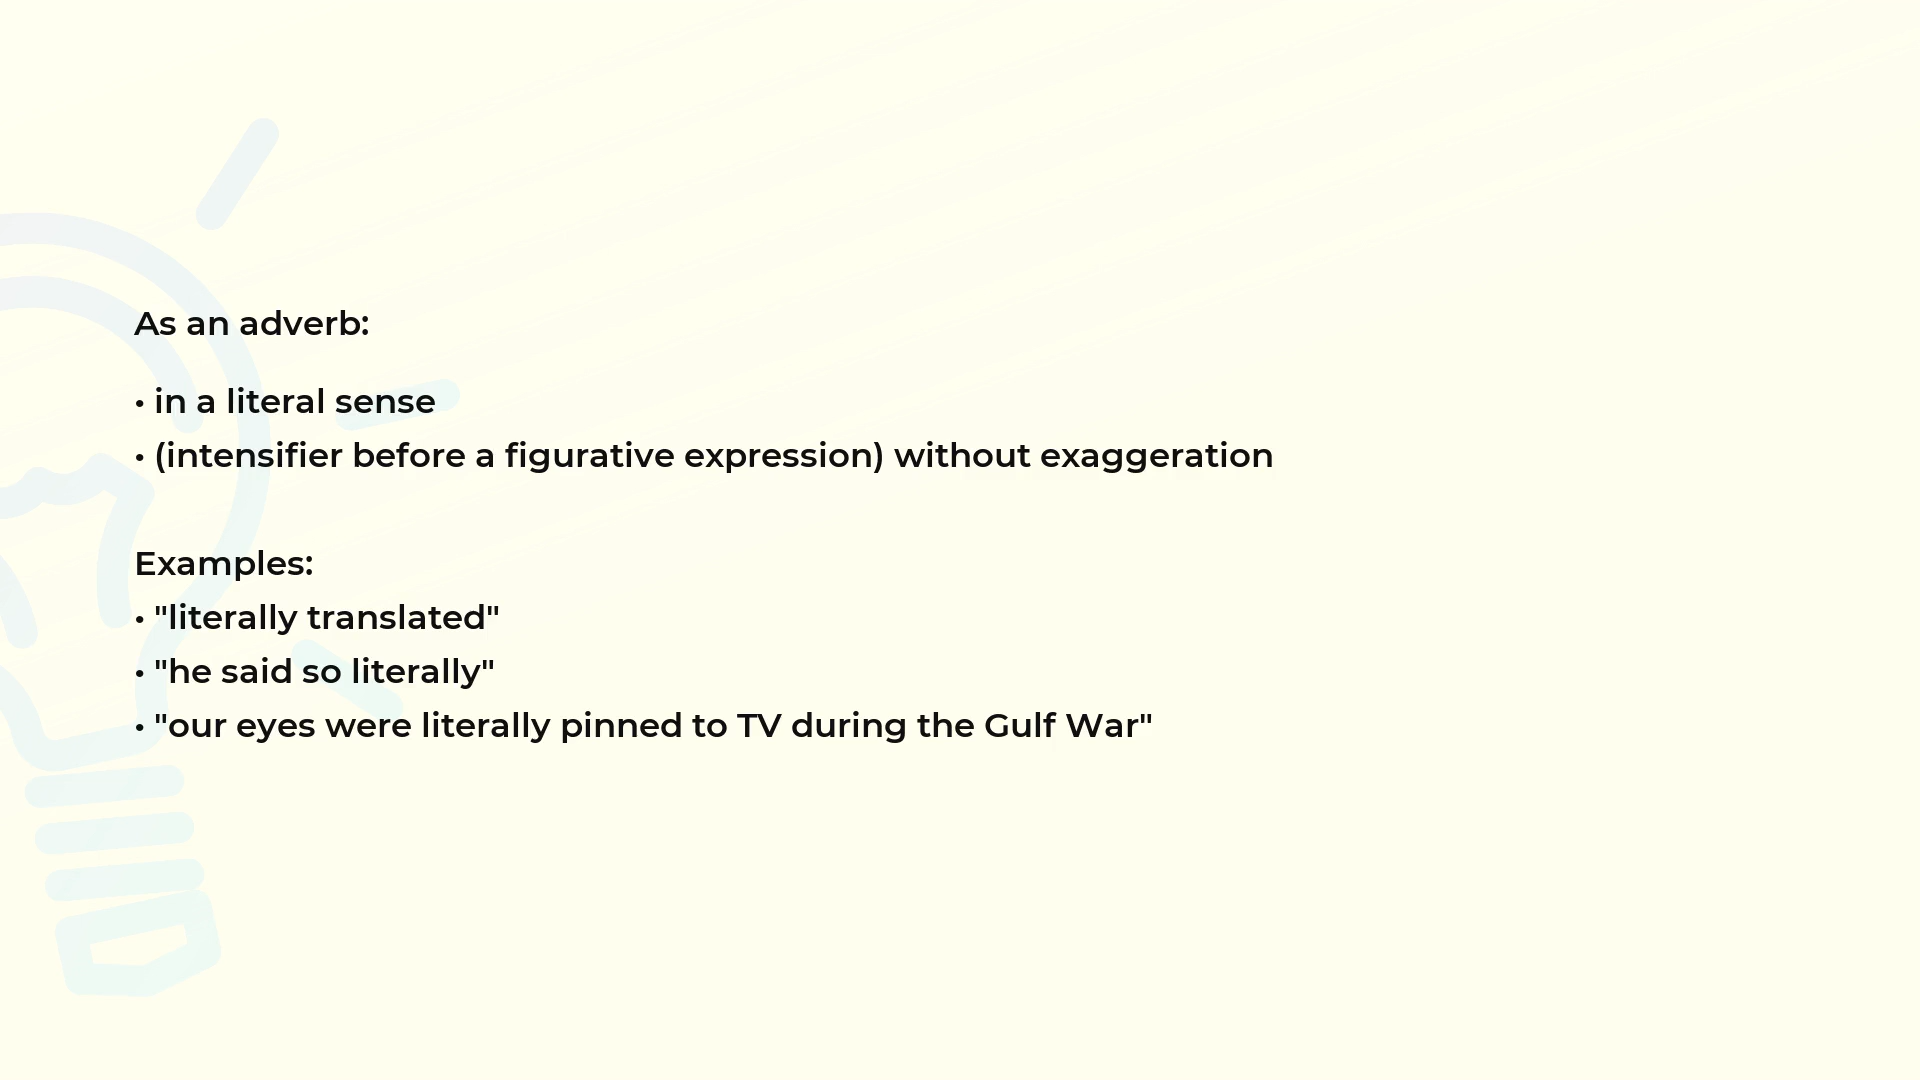 As an adverb:
• in a literal sense
• (intensifier before a figurative expression) without exaggeration
Examples:
• "literally translated"
• "he said so literally"
• "our eyes were literally pinned to TV during the Gulf War"